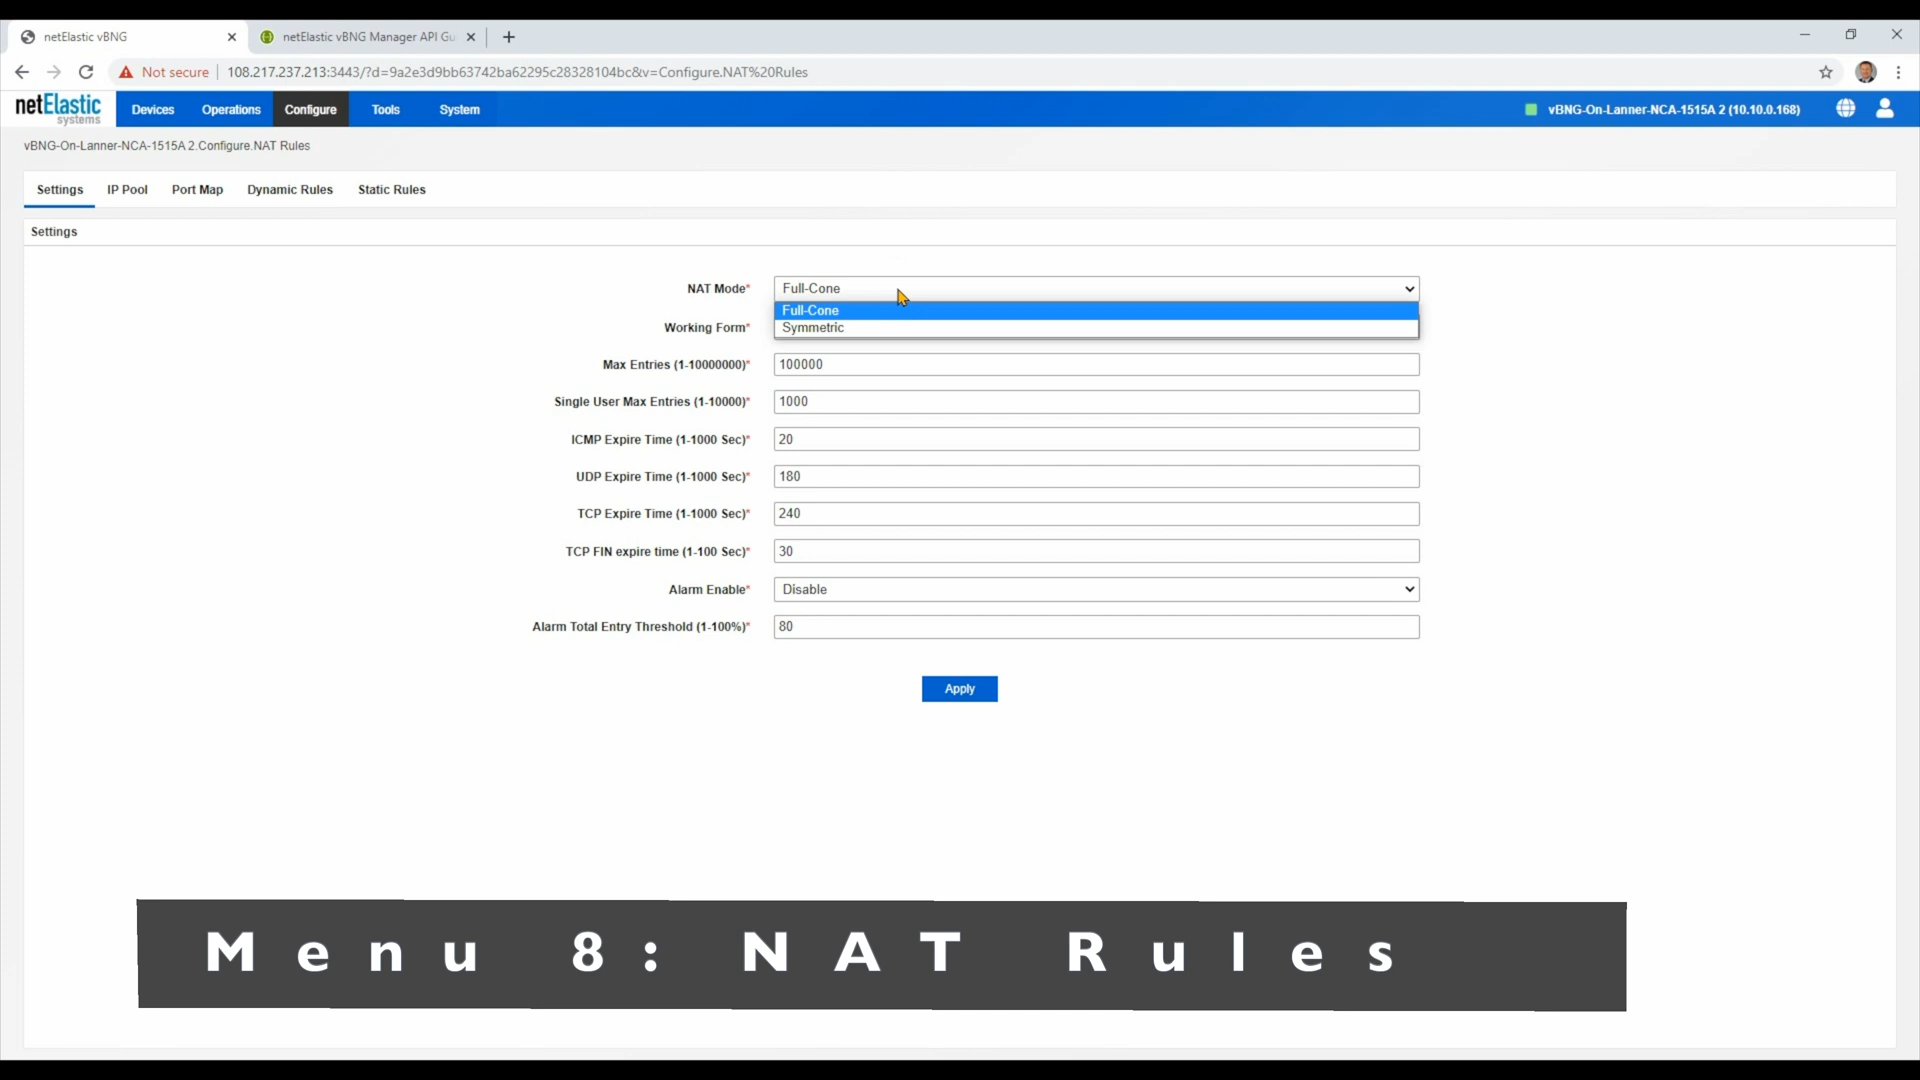 netElastic vBNG
netElastic vBNG Manager API Gu
Not secure
108.217.237.213:3443/?d=9a2e3d9bb63742ba62295c28328104bc&v=Configure.NAT%20Rules
netElastic
systems
Devices
Operations
Configure
Tools
System
vBNG-On-Lanner-NCA-1515A 2 (10.10.0.168)
vBNG-On-Lanner-NCA-1515A 2.Configure.NAT Rules
Settings
IP Pool
Port Map
Dynamic Rules
Static Rules
Settings
NAT Mode*
Full-Cone
Full-Cone
Symmetric
Working Form*
Max Entries (1-10000000)*
100000
Single User Max Entries (1-10000)*
1000
ICMP Expire Time (1-1000 Sec)*
20
UDP Expire Time (1-1000 Sec)*
180
TCP Expire Time (1-1000 Sec)*
240
TCP FIN expire time (1-100 Sec)*
30
Alarm Enable*
Disable
Alarm Total Entry Threshold (1-100%)*
80
Apply
Menu 8: NAT Rules